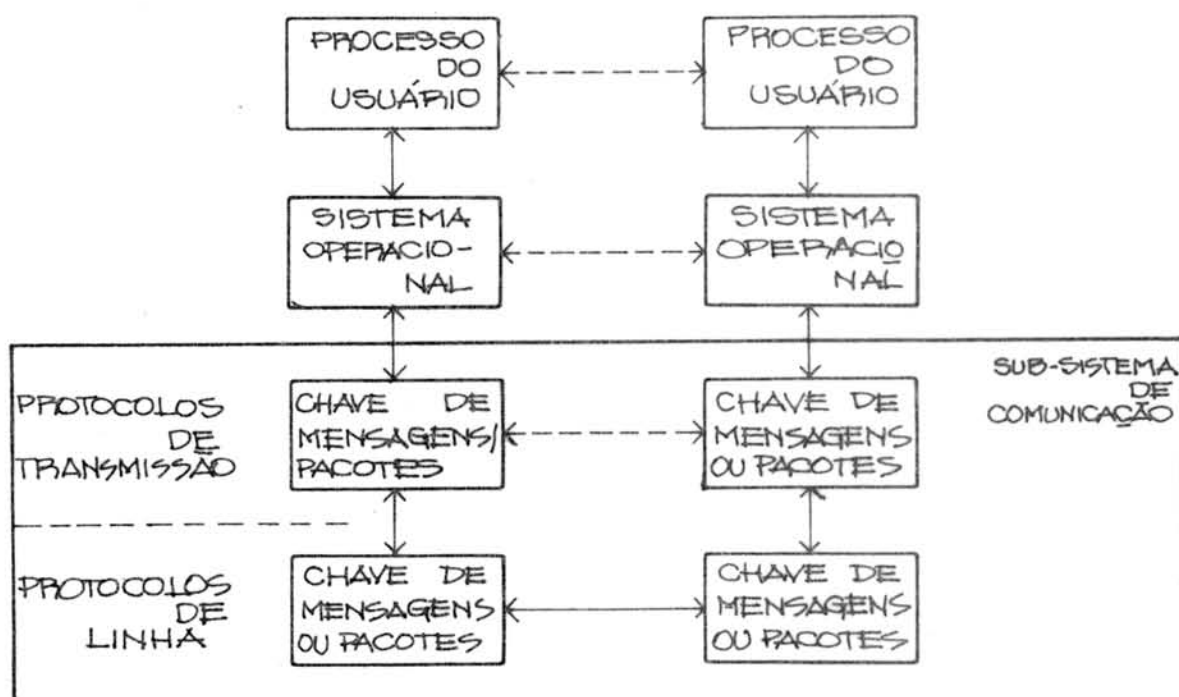 PROCESSO
DO
USUÁRIO
PROCESSO
DO
USUÁRIO
SISTEMA
OPERACIO-
NAL
SISTEMA
OPERACIO
NAL
SUB-SISTEMA
DE
COMUNICAÇÃO
PROTOCOLOS
DE
TRANSMISSÃO
CHAVE DE
MENSAGENS/
PACOTES
CHAVE DE
MENSAGENS
OU PACOTES
PROTOCOLOS
DE
LINHA
CHAVE DE
MENSAGENS
OU PACOTES
CHAVE DE
MENSAGENS
OU PACOTES